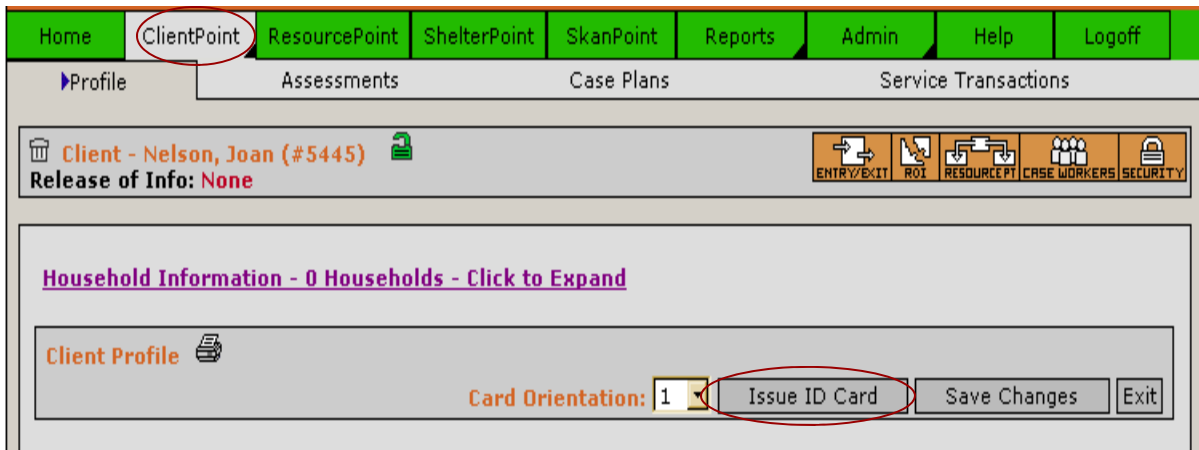 Home ClientPoint ResourcePoint ShelterPoint SkanPoint Reports Admin Help Logoff
Profile Assessments Case Plans Service Transactions
Client - Nelson, Joan (#5445)
Release of Info: None
ENTRY/EXIT ROI RESOURCEPT CASE WORKERS SECURITY
Household Information - 0 Households - Click to Expand
Client Profile
Card Orientation: 1 Issue ID Card Save Changes Exit